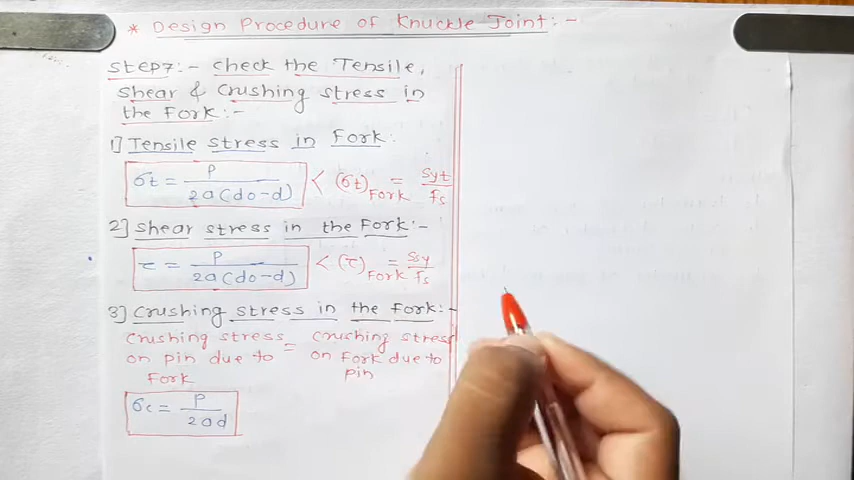 * Design Procedure of Knuckle Joint:-
STEP7:- check the Tensile,
shear & crushing stress in
the Fork:-
1] Tensile stress in Fork:
σt = P / 2a(do-d) < (σt)Fork = Syt / fs
2] shear stress in the Fork:-
τ = P / 2a(do-d) < (τ)Fork = Ssy / fs
3] crushing stress in the Fork:-
crushing stress = crushing stress
on pin due to on Fork due to
Fork pin
σc = P / 2ad